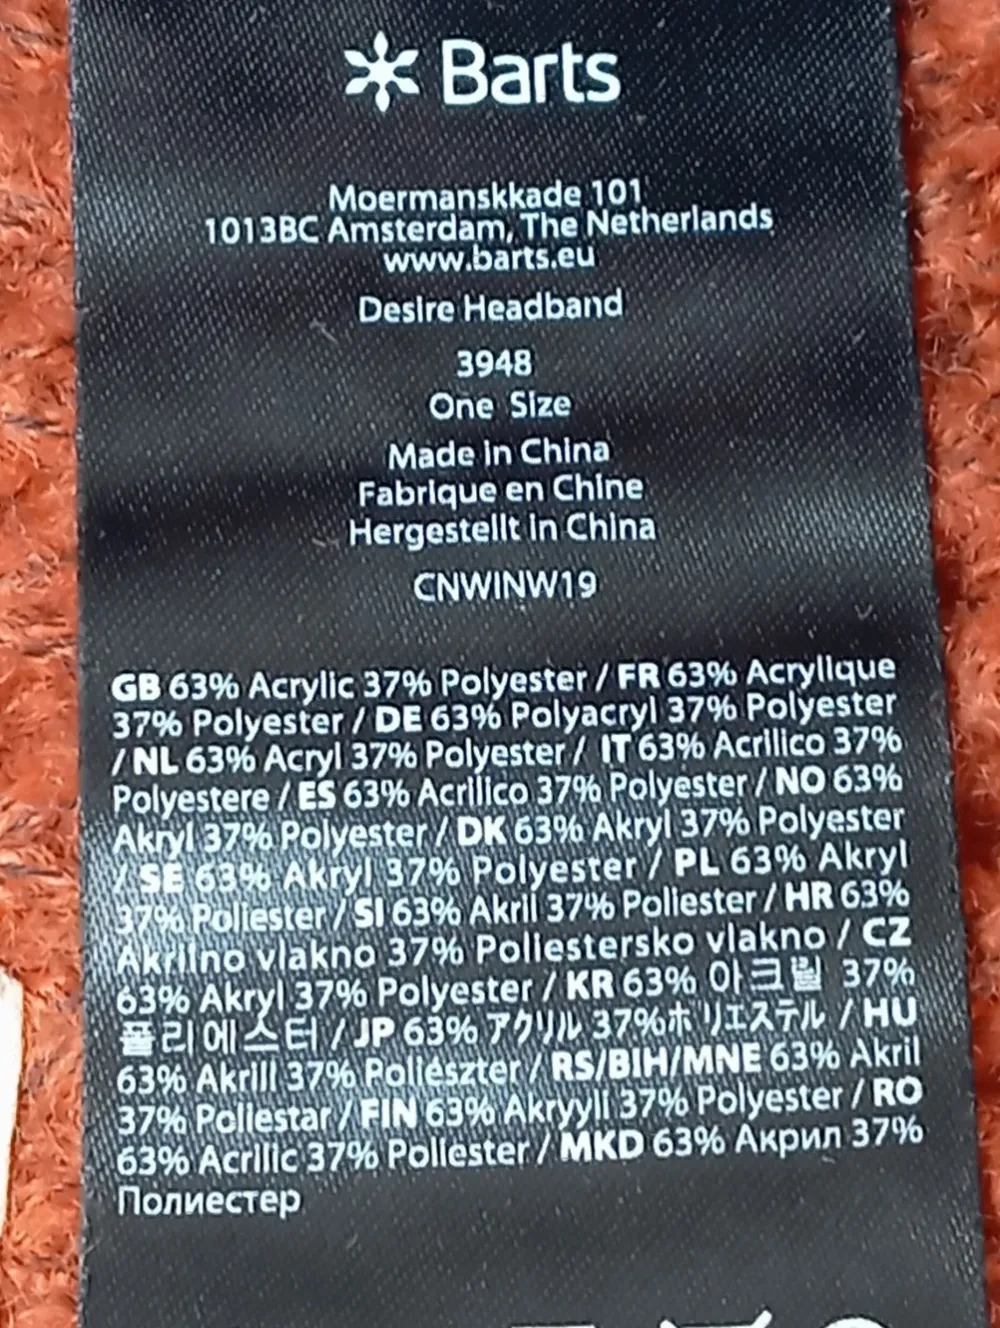 Barts
Moermanskkade 101
1013BC Amsterdam, The Netherlands
www.barts.eu
Desire Headband
3948
One Size
Made in China
Fabrique en Chine
Hergestellt in China
CNWINW19
GB 63% Acrylic 37% Polyester / FR 63% Acrylique
37% Polyester / DE 63% Polyacryl 37% Polyester
/ NL 63% Acryl 37% Polyester / IT 63% Acrilico 37%
Polyestere / ES 63% Acrilico 37% Polyester / NO 63%
Akryl 37% Polyester / DK 63% Akryl 37% Polyester
/ SE 63% Akryl 37% Polyester / PL 63% Akryl
37% Poliester / SI 63% Akril 37% Poliester / HR 63%
Akrilno vlakno 37% Poliestersko vlakno / CZ
63% Akryl 37% Polyester / KR 63% 아크릴 37%
폴리에스터 / JP 63% アクリル 37%ホリエステル / HU
63% Akrill 37% Poliészter / RS/BIH/MNE 63% Akril
37% Poliestar / FIN 63% Akryyli 37% Polyester / RO
63% Acrilic 37% Poliester / MKD 63% Акрил 37%
Полиестер